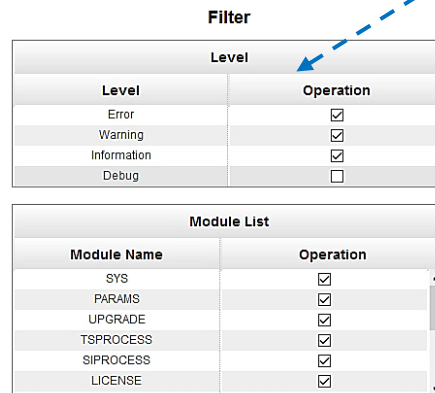 Filter
Level
Level Operation
Error
Warning
Information
Debug
Module List
Module Name Operation
SYS
PARAMS
UPGRADE
TSPROCESS
SIPROCESS
LICENSE